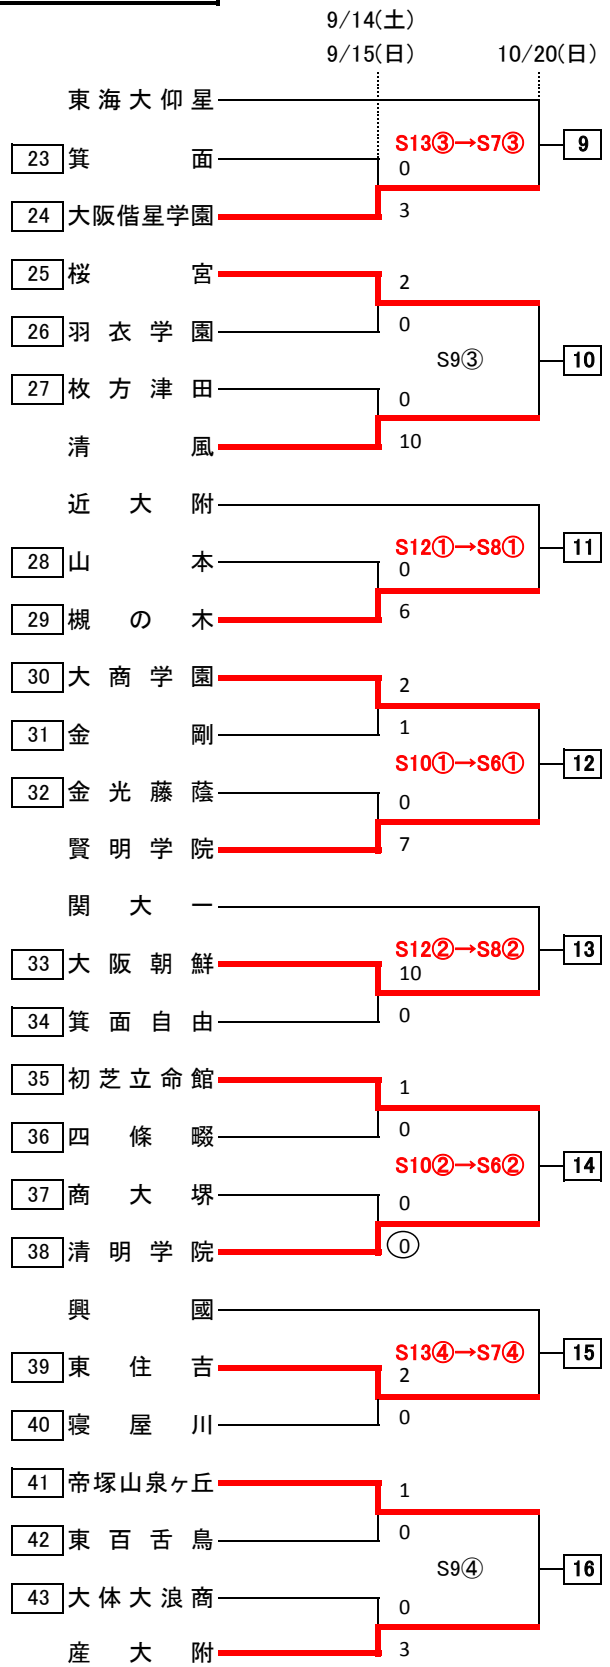 9/14(土)
9/15(日) 10/20(日)
東海大仰星
S13③→S7③ 9
23 箕面 0
24 大阪偕星学園 3
25 桜宮 2
26 羽衣学園 0
S9③ 10
27 枚方津田 0
清風 10
近大附
S12①→S8① 11
28 山本 0
29 槻の木 6
30 大商学園 2
31 金剛 1
S10①→S6① 12
32 金光藤蔭 0
賢明学院 7
関大一
S12②→S8② 13
33 大阪朝鮮 10
34 箕面自由 0
35 初芝立命館 1
36 四條畷 0
S10②→S6② 14
37 商大堺 0
38 清明学院 0
興國
S13④→S7④ 15
39 東住吉 2
40 寝屋川 0
41 帝塚山泉ヶ丘 1
42 東百舌鳥 0
S9④ 16
43 大体大浪商 0
産大附 3